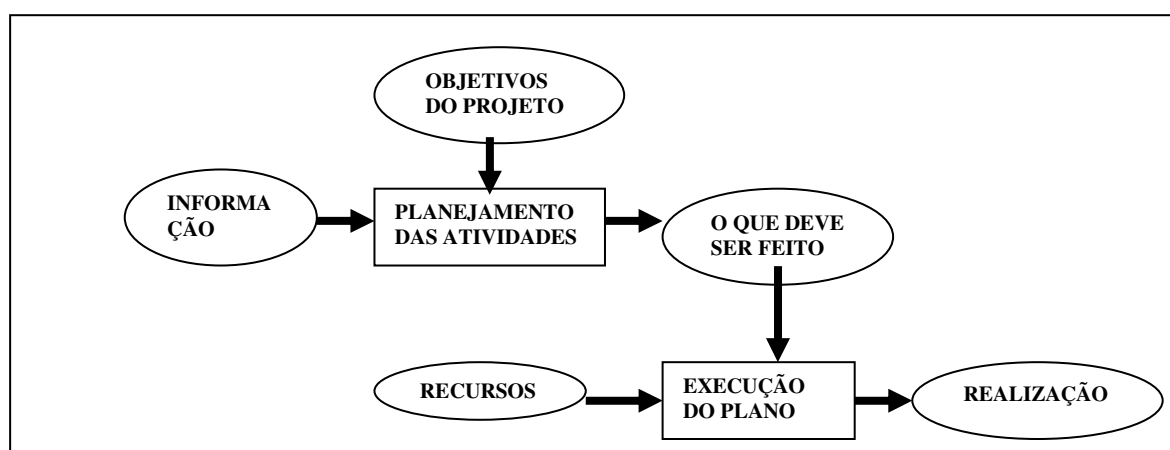 OBJETIVOS
DO PROJETO
INFORMA
ÇÃO
PLANEJAMENTO
DAS ATIVIDADES
O QUE DEVE
SER FEITO
RECURSOS
EXECUÇÃO
DO PLANO
REALIZAÇÃO